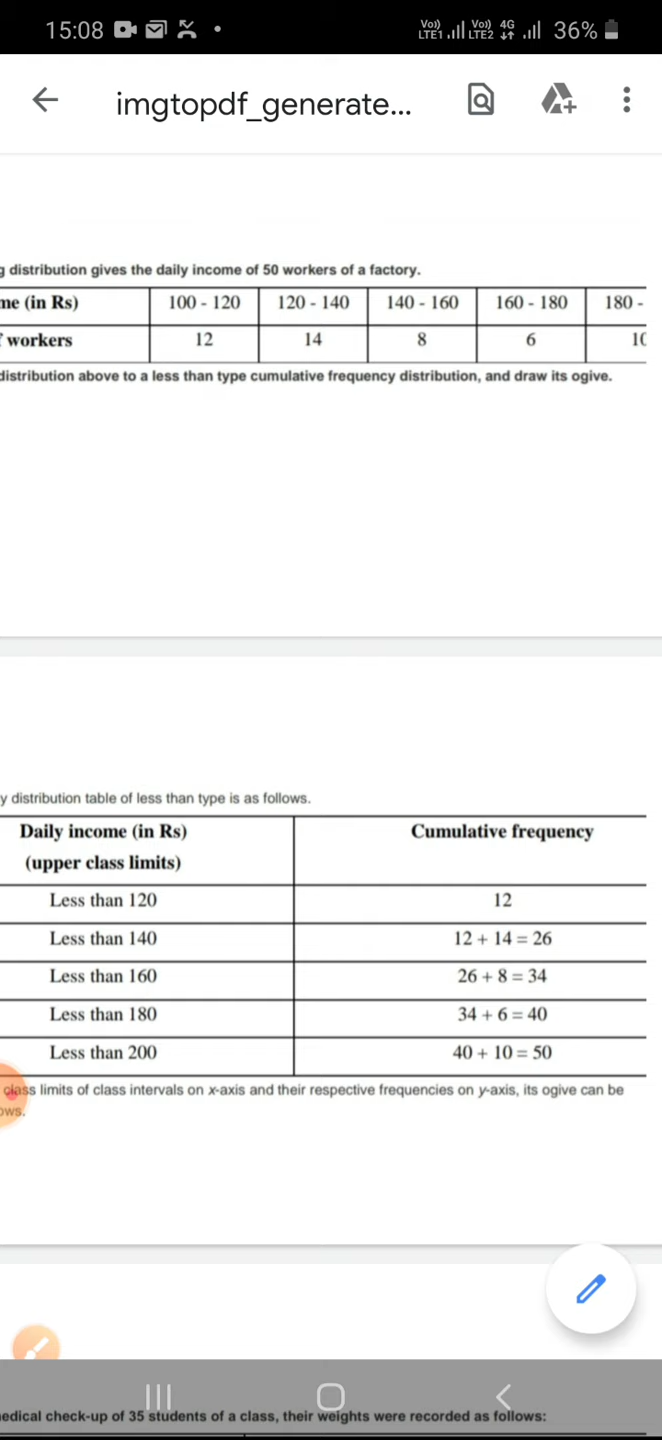 15:08 Vo)) LTE1 Vo)) LTE2 4G 36%
imgtopdf_generate...
distribution gives the daily income of 50 workers of a factory.
(in Rs) 100 - 120 120 - 140 140 - 160 160 - 180 180 -
workers 12 14 8 6
distribution above to a less than type cumulative frequency distribution, and draw its ogive.
distribution table of less than type is as follows.
Daily income (in Rs) Cumulative frequency
(upper class limits)
Less than 120 12
Less than 140 12 + 14 = 26
Less than 160 26 + 8 = 34
Less than 180 34 + 6 = 40
Less than 200 40 + 10 = 50
class limits of class intervals on x-axis and their respective frequencies on y-axis, its ogive can be
check-up of 35 students of a class, their weights were recorded as follows: